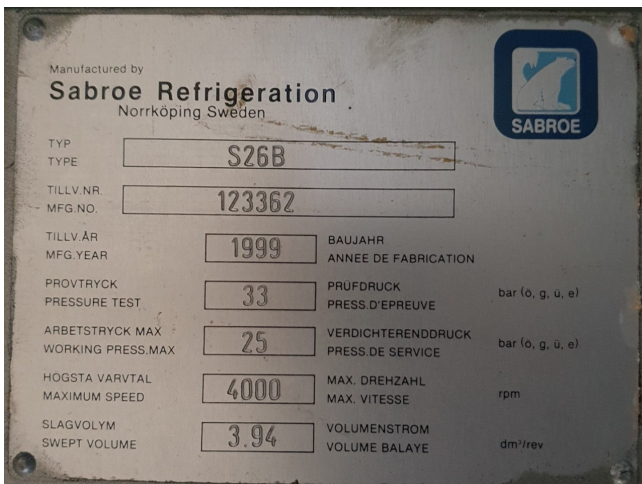 Manufactured by
Sabroe Refrigeration
Norrköping Sweden
SABROE
TYP
TYPE
S26B
TILLV.NR.
MFG.NO.
123362
TILLV.ÅR
MFG.YEAR
1999
BAUJAHR
ANNEE DE FABRICATION
PROVTRYCK
PRESSURE TEST
33
PRÜFDRUCK
PRESS.D'EPREUVE
bar (ö, g, ü, e)
ARBETSTRYCK MAX
WORKING PRESS.MAX
25
VERDICHTERENDDRUCK
PRESS.DE SERVICE
bar (ö, g, ü, e)
HÖGSTA VARVTAL
MAXIMUM SPEED
4000
MAX. DREHZAHL
MAX. VITESSE
rpm
SLAGVOLYM
SWEPT VOLUME
3.94
VOLUMENSTROM
VOLUME BALAYE
dm³/rev